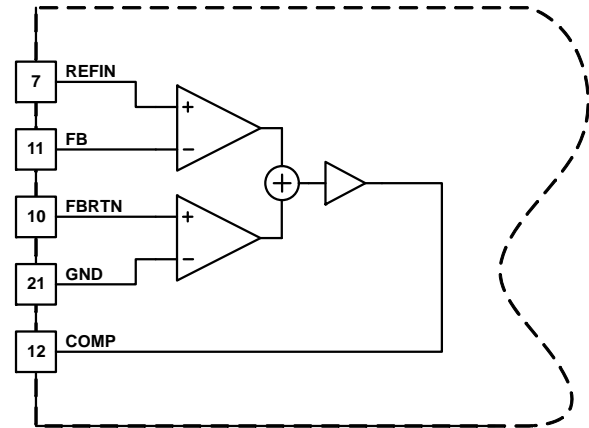 7 REFIN
+
11 FB
−
+
10 FBRTN
+
21 GND
−
12 COMP